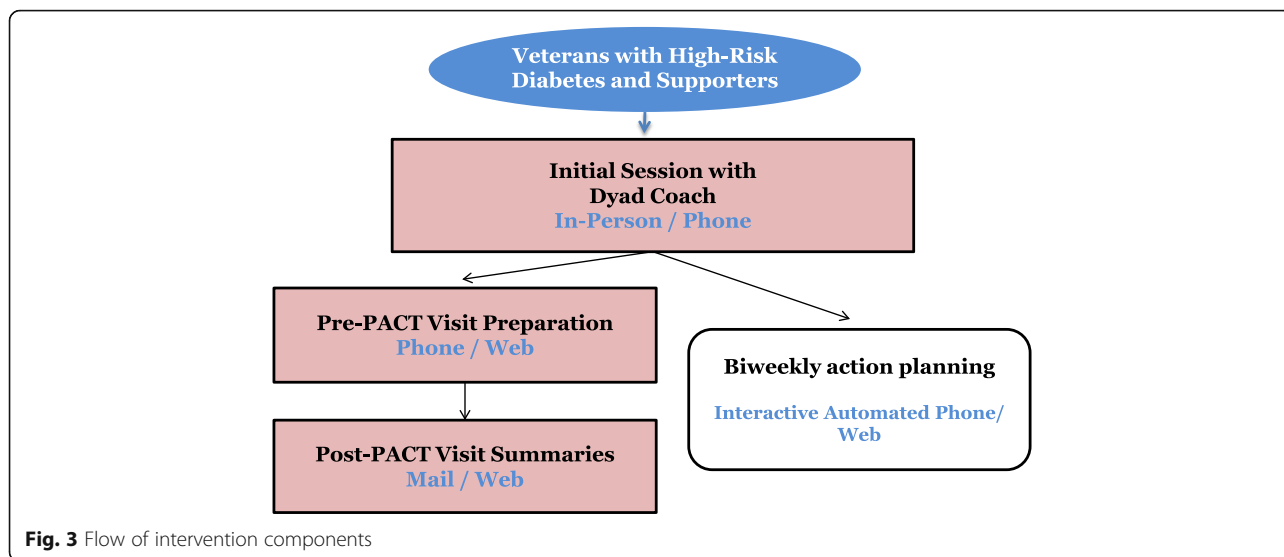 Veterans with High-Risk
Diabetes and Supporters
Initial Session with
Dyad Coach
In-Person / Phone
Pre-PACT Visit Preparation
Phone / Web
Biweekly action planning
Interactive Automated Phone/
Web
Post-PACT Visit Summaries
Mail / Web
Fig. 3 Flow of intervention components